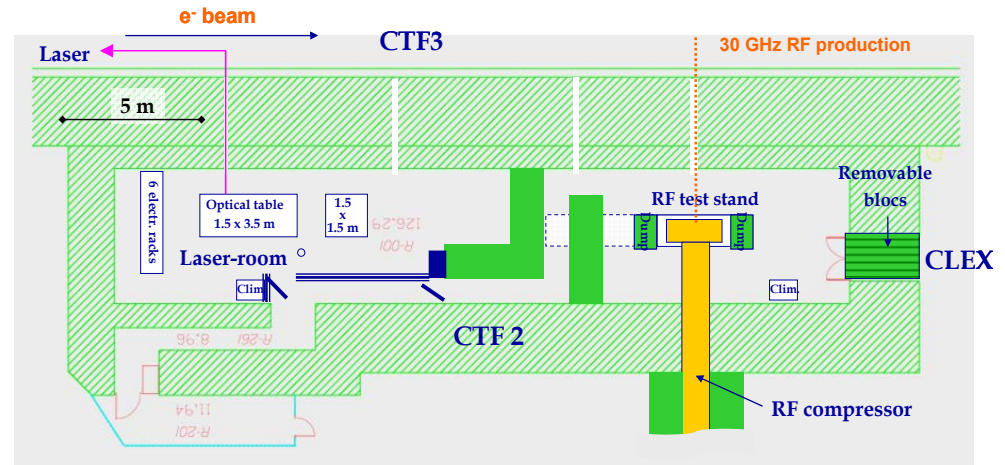 e- beam
CTF3
30 GHz RF production
Laser
5 m
Removable
blocs
6 electr. racks
Optical table
1.5 x 3.5 m
1.5
x
1.5 m
126.29
R-001
RF test stand
Dump
Dump
Laser-room
CLEX
Clim.
Clim.
CTF 2
8.96
R-261
11.94
R-201
RF compressor